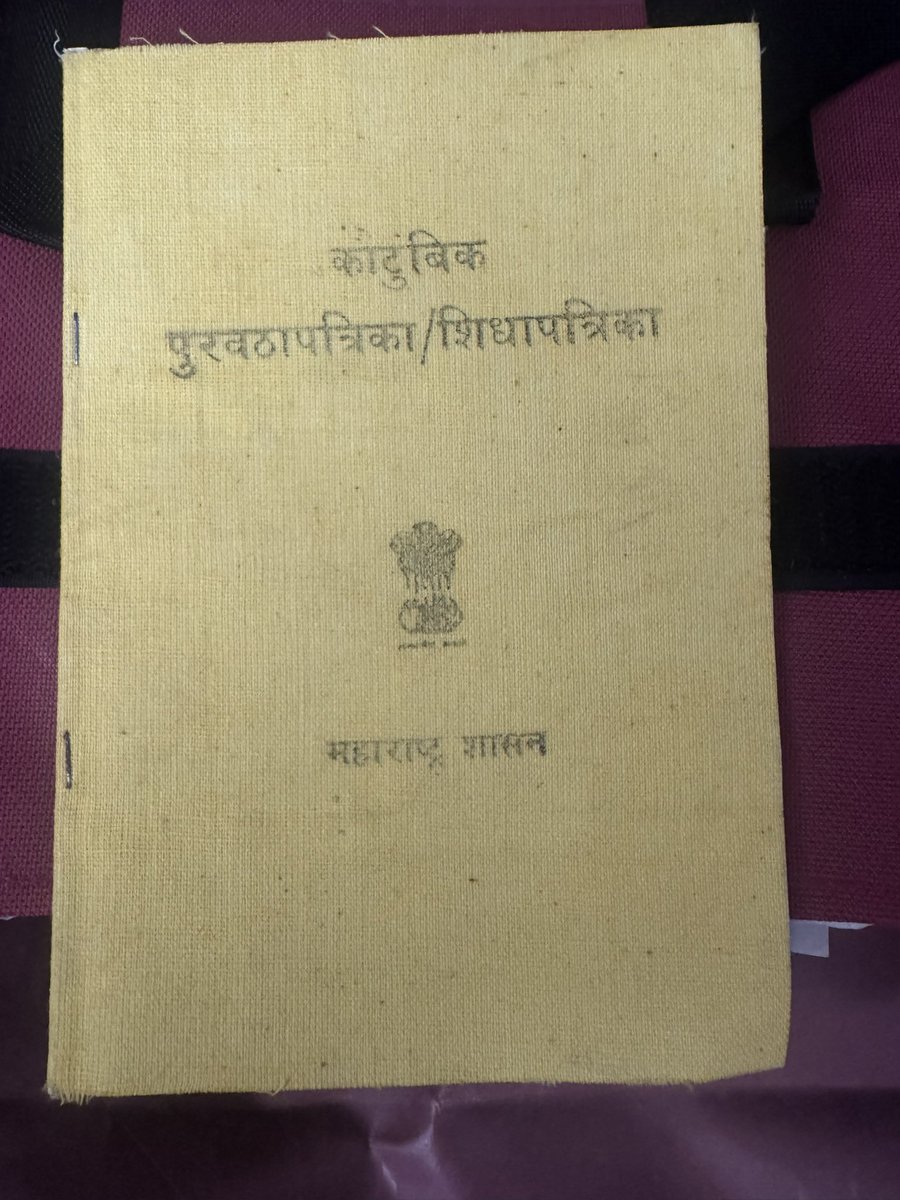 कौटुंबिक
पुरवठापत्रिका/शिधापत्रिका
महाराष्ट्र शासन